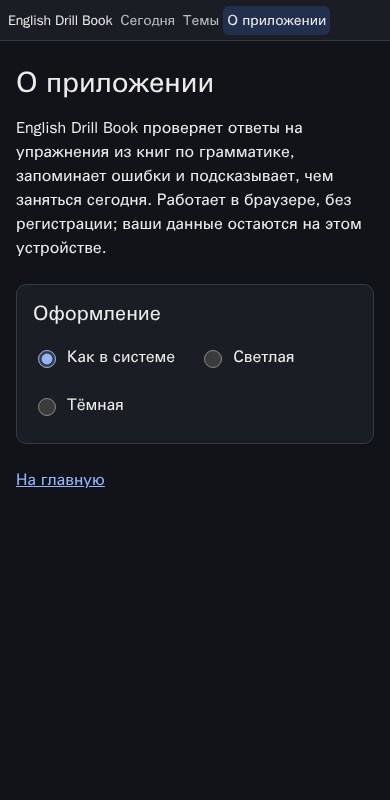 English Drill Book Сегодня Темы О приложении
О приложении
English Drill Book проверяет ответы на
упражнения из книг по грамматике,
запоминает ошибки и подсказывает, чем
заняться сегодня. Работает в браузере, без
регистрации; ваши данные остаются на этом
устройстве.
Оформление
Как в системе Светлая
Тёмная
На главную